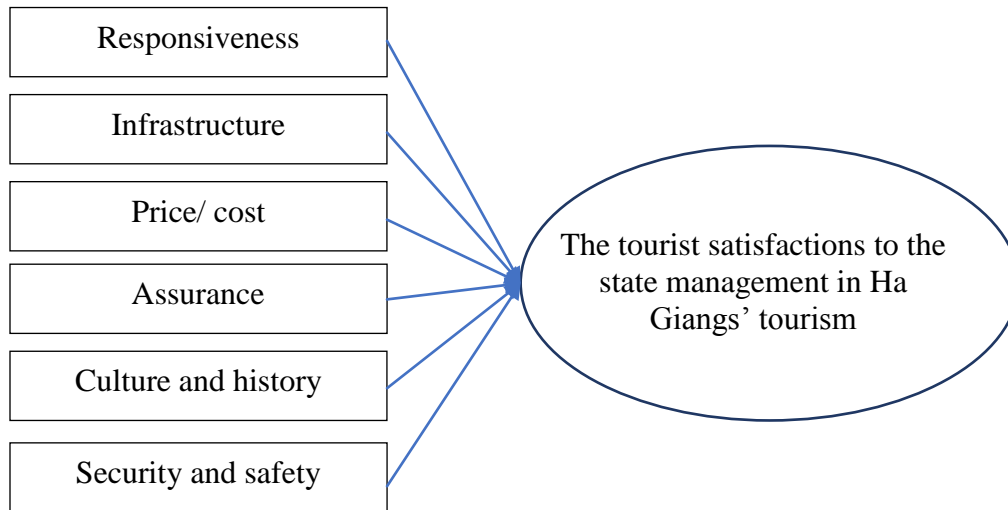 Responsiveness
Infrastructure
Price/ cost
Assurance
Culture and history
Security and safety
The tourist satisfactions to the
state management in Ha
Giangs’ tourism